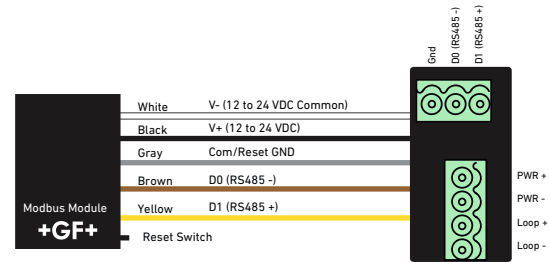 Gnd
D0 (RS485 -)
D1 (RS485 +)
White V- (12 to 24 VDC Common)
Black V+ (12 to 24 VDC)
Gray Com/Reset GND
Brown D0 (RS485 -)
Yellow D1 (RS485 +)
Reset Switch
Modbus Module
+GF+
PWR +
PWR -
Loop +
Loop -